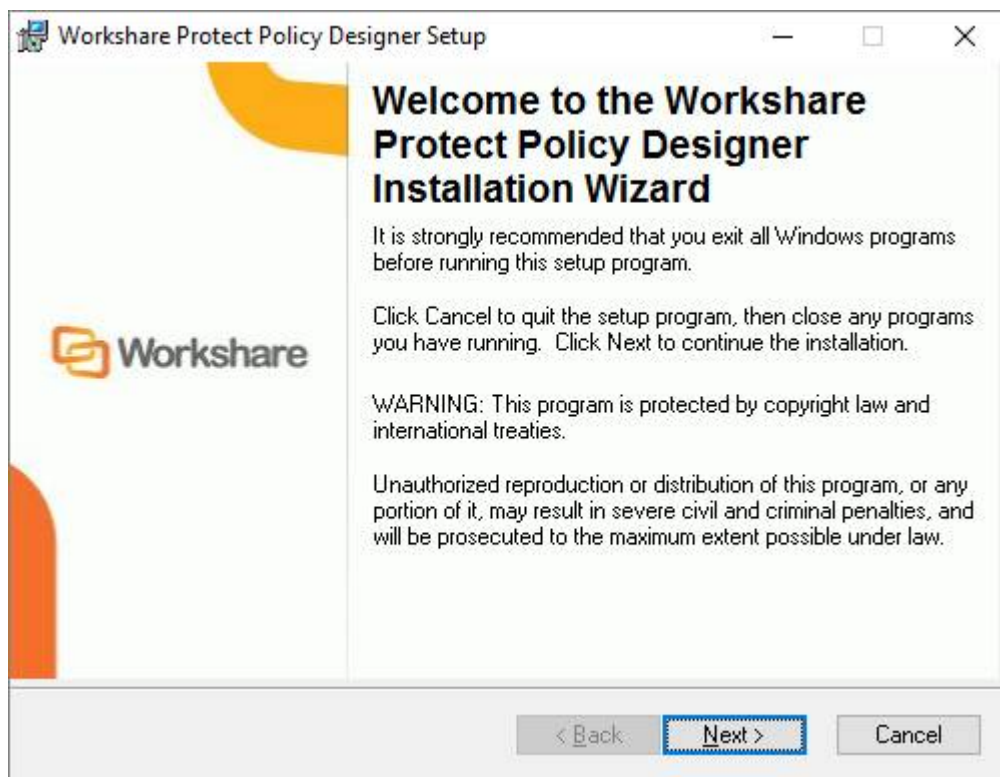 Workshare Protect Policy Designer Setup
Welcome to the Workshare
Protect Policy Designer
Installation Wizard
It is strongly recommended that you exit all Windows programs
before running this setup program.
Click Cancel to quit the setup program, then close any programs
you have running.  Click Next to continue the installation.
Workshare
WARNING: This program is protected by copyright law and
international treaties.
Unauthorized reproduction or distribution of this program, or any
portion of it, may result in severe civil and criminal penalties, and
will be prosecuted to the maximum extent possible under law.
< Back
Next >
Cancel